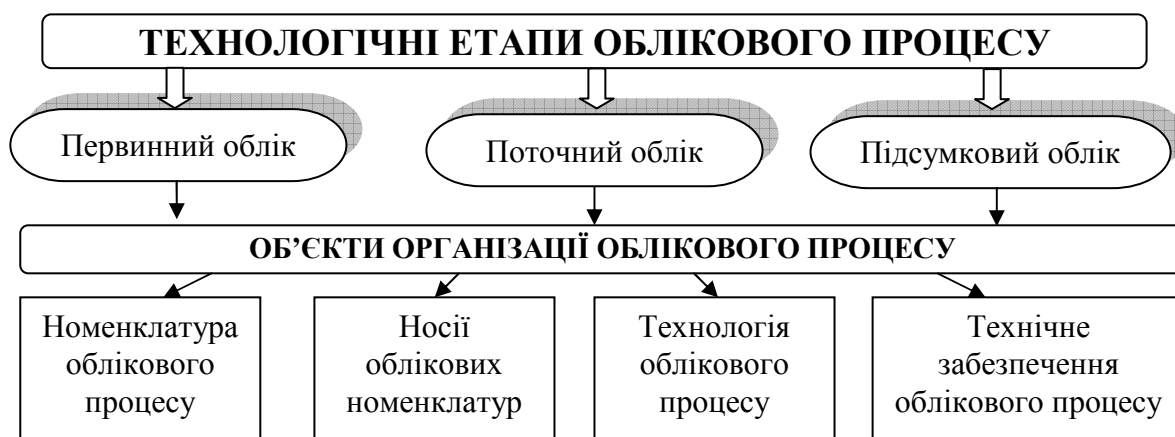 ТЕХНОЛОГІЧНІ ЕТАПИ ОБЛІКОВОГО ПРОЦЕСУ
Первинний облік
Поточний облік
Підсумковий облік
ОБ’ЄКТИ ОРГАНІЗАЦІЇ ОБЛІКОВОГО ПРОЦЕСУ
Номенклатура
облікового
процесу
Носії
облікових
номенклатур
Технологія
облікового
процесу
Технічне
забезпечення
облікового процесу